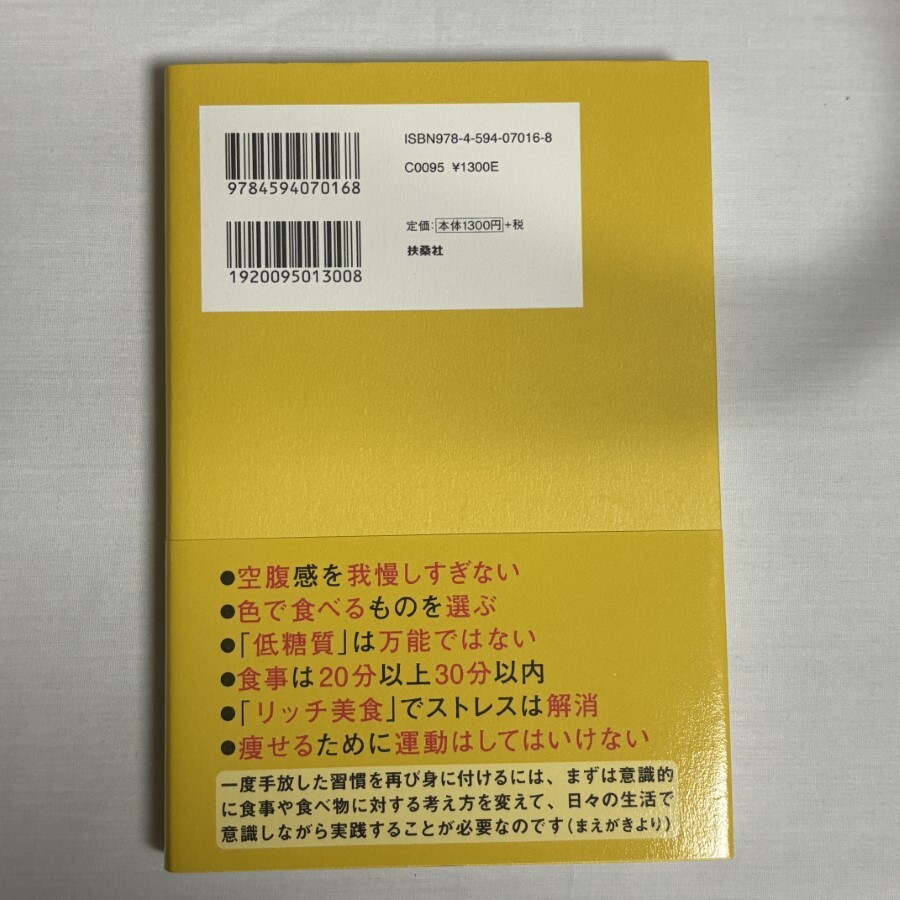 ISBN978-4-594-07016-8
C0095 ¥1300E
9784594070168
定価:本体1300円+税
扶桑社
1920095013008
●空腹感を我慢しすぎない
●色で食べるものを選ぶ
●「低糖質」は万能ではない
●食事は20分以上30分以内
●「リッチ美食」でストレスは解消
●痩せるために運動はしてはいけない
一度手放した習慣を再び身に付けるには、まずは意識的
に食事や食べ物に対する考え方を変えて、日々の生活で
意識しながら実践することが必要なのです(まえがきより)